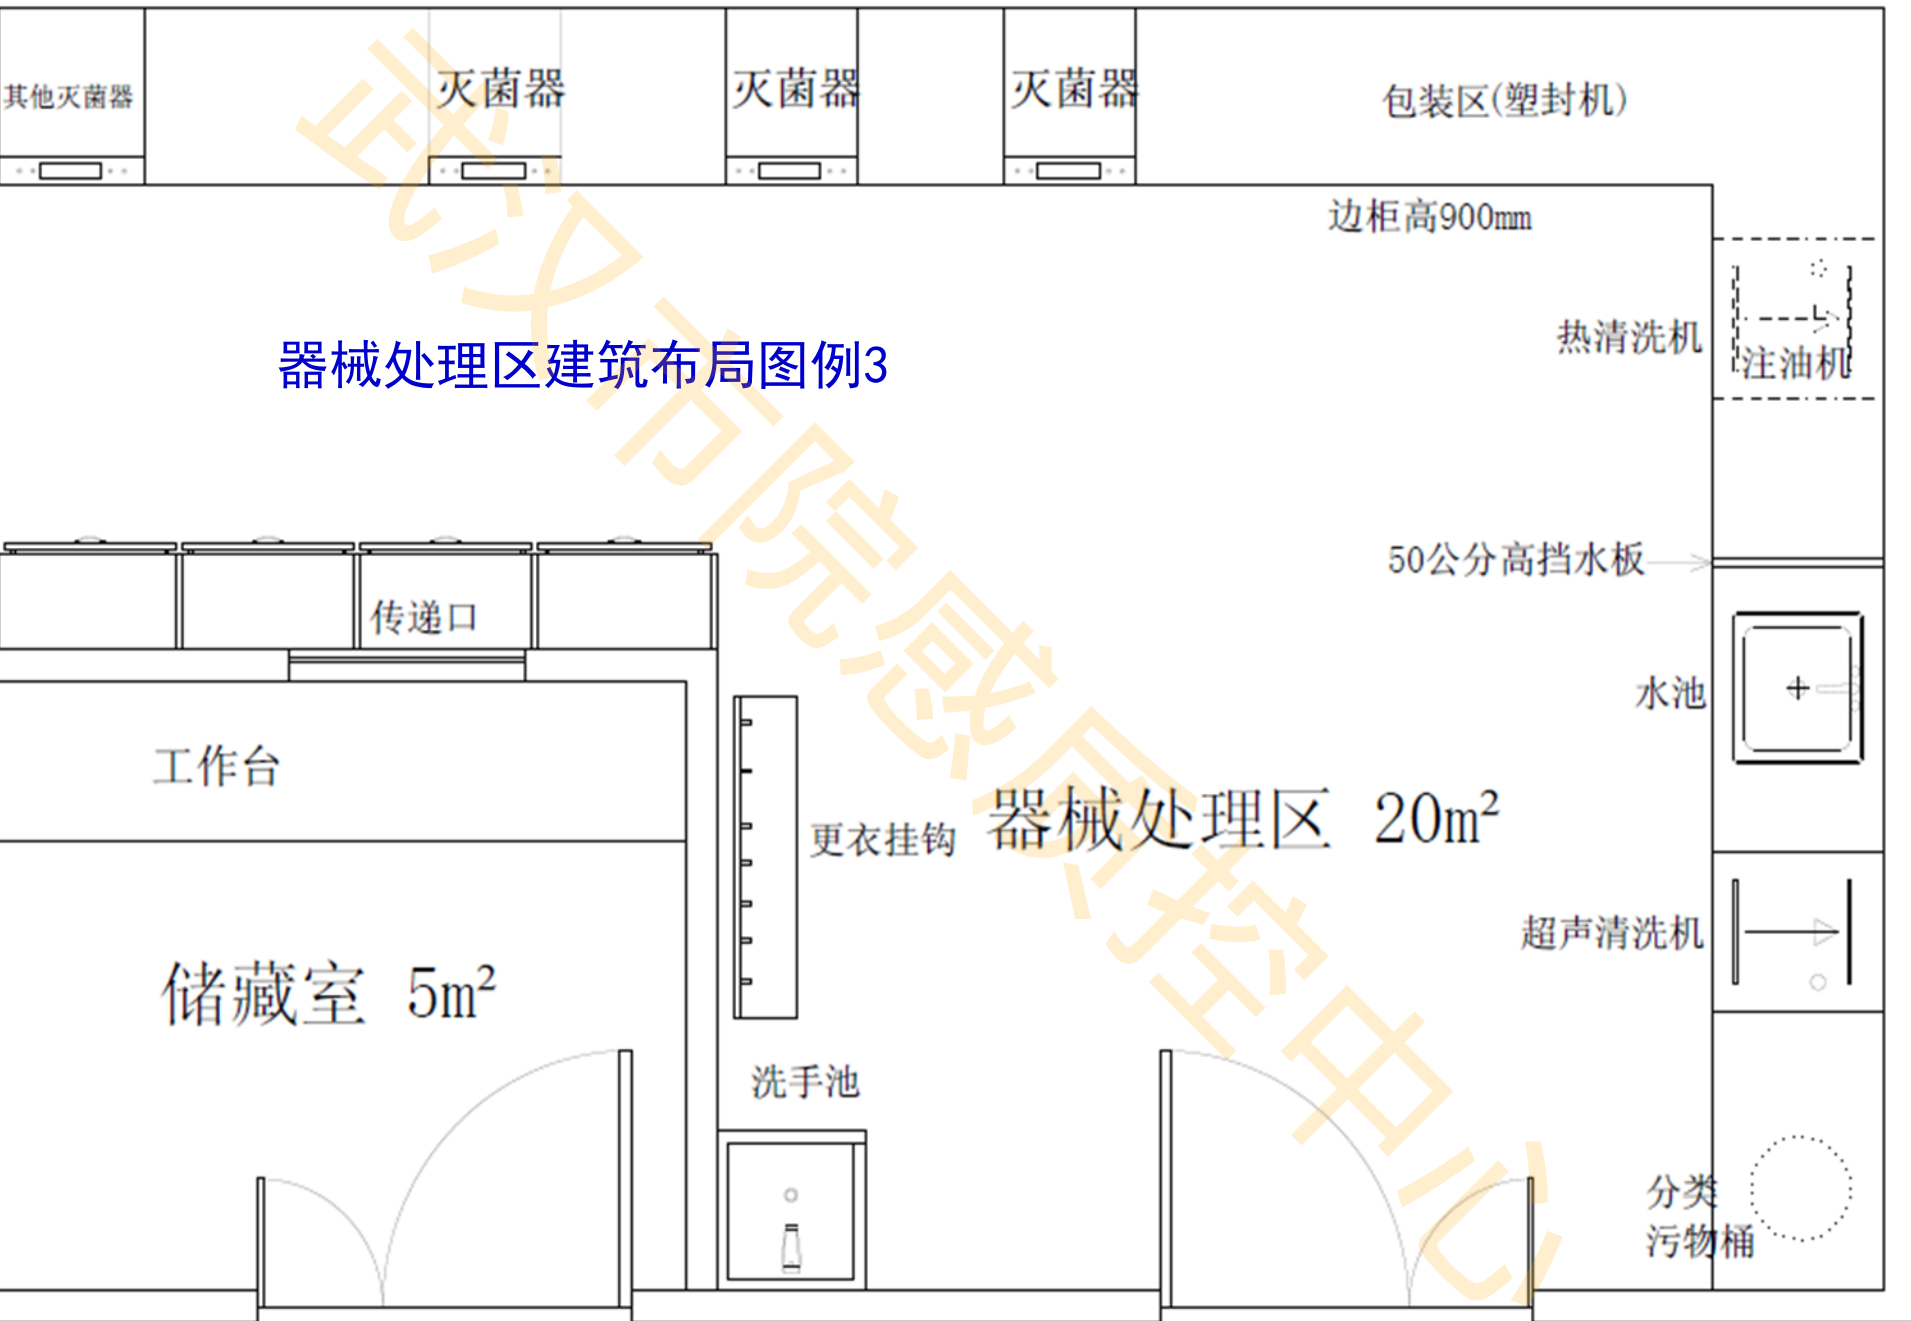 其他灭菌器
灭菌器
灭菌器
灭菌器
包装区(塑封机)
边柜高900mm
热清洗机
注油机
器械处理区建筑布局图例3
50公分高挡水板
传递口
水池
工作台
更衣挂钩
器械处理区 20m²
超声清洗机
储藏室 5m²
洗手池
分类
污物桶
武汉市院感质控中心